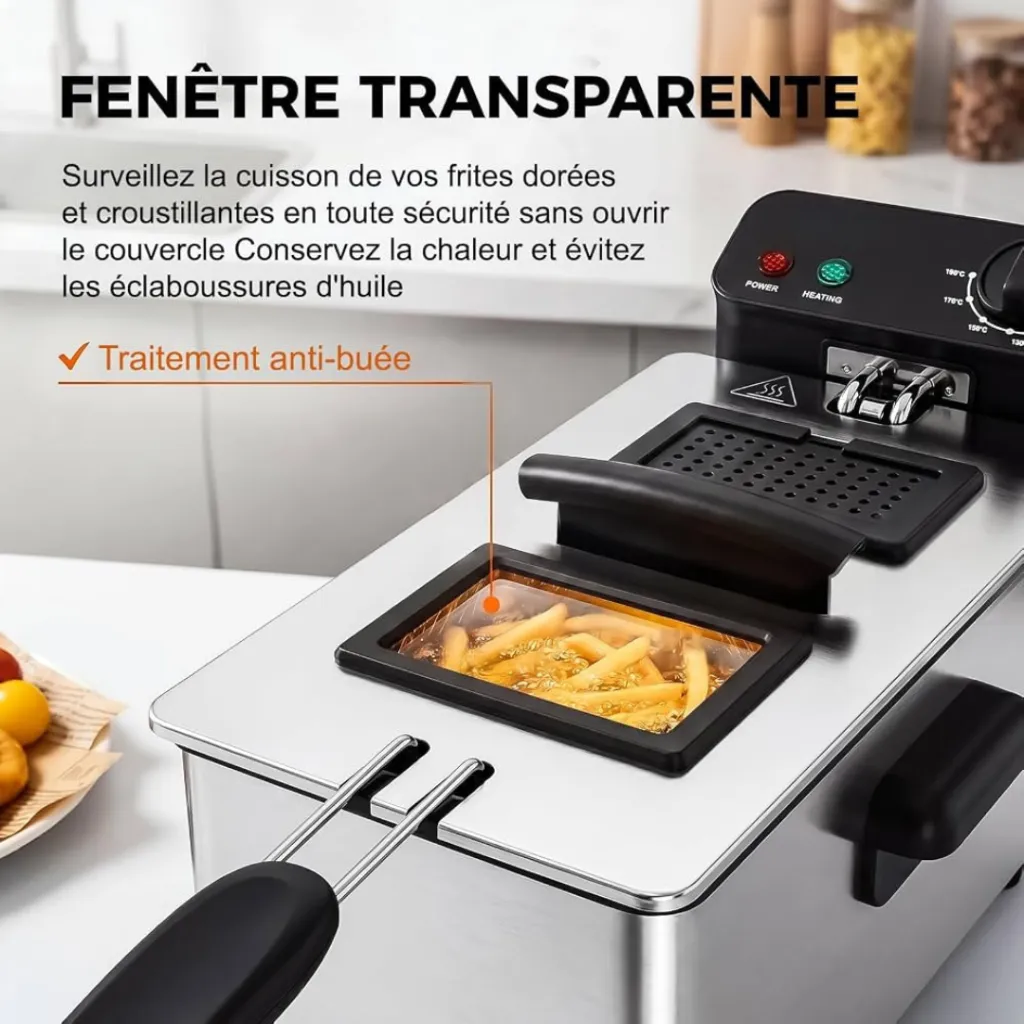 FENÊTRE TRANSPARENTE
Surveillez la cuisson de vos frites dorées
et croustillantes en toute sécurité sans ouvrir
le couvercle Conservez la chaleur et évitez
les éclaboussures d'huile
Traitement anti-buée
POWER
HEATING
190°C
170°C
150°C